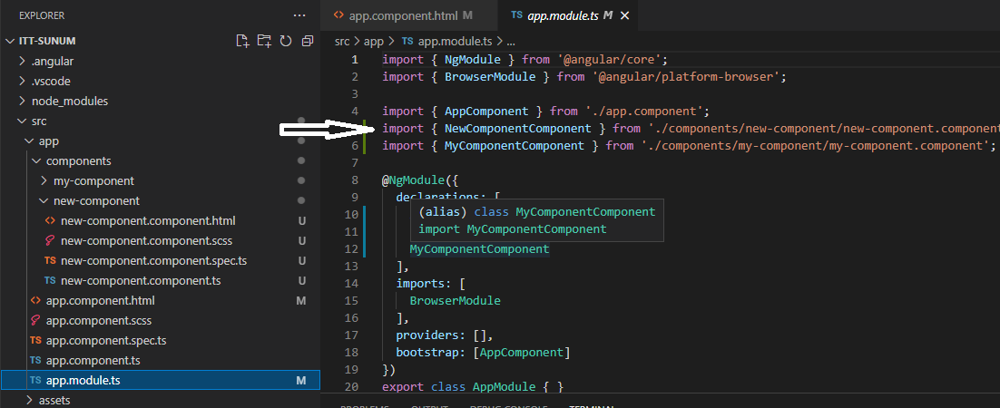 EXPLORER
ITT-SUNUM
.angular
.vscode
node_modules
src
app
components
my-component
new-component
new-component.component.html U
new-component.component.scss U
new-component.component.spec.ts U
new-component.component.ts U
app.component.html M
app.component.scss
app.component.spec.ts
app.component.ts
app.module.ts M
assets
app.component.html M
TS app.module.ts M
src > app > TS app.module.ts > ...
1 import { NgModule } from '@angular/core';
2 import { BrowserModule } from '@angular/platform-browser';
3
4 import { AppComponent } from './app.component';
5 import { NewComponentComponent } from './components/new-component/new-component.component
6 import { MyComponentComponent } from './components/my-component/my-component.component';
7
8 @NgModule({
9 declarations: [
10 (alias) class MyComponentComponent
11 import MyComponentComponent
12 MyComponentComponent
13 ],
14 imports: [
15 BrowserModule
16 ],
17 providers: [],
18 bootstrap: [AppComponent]
19 })
20 export class AppModule { }
PROBLEMS OUTPUT DEBUG CONSOLE TERMINAL